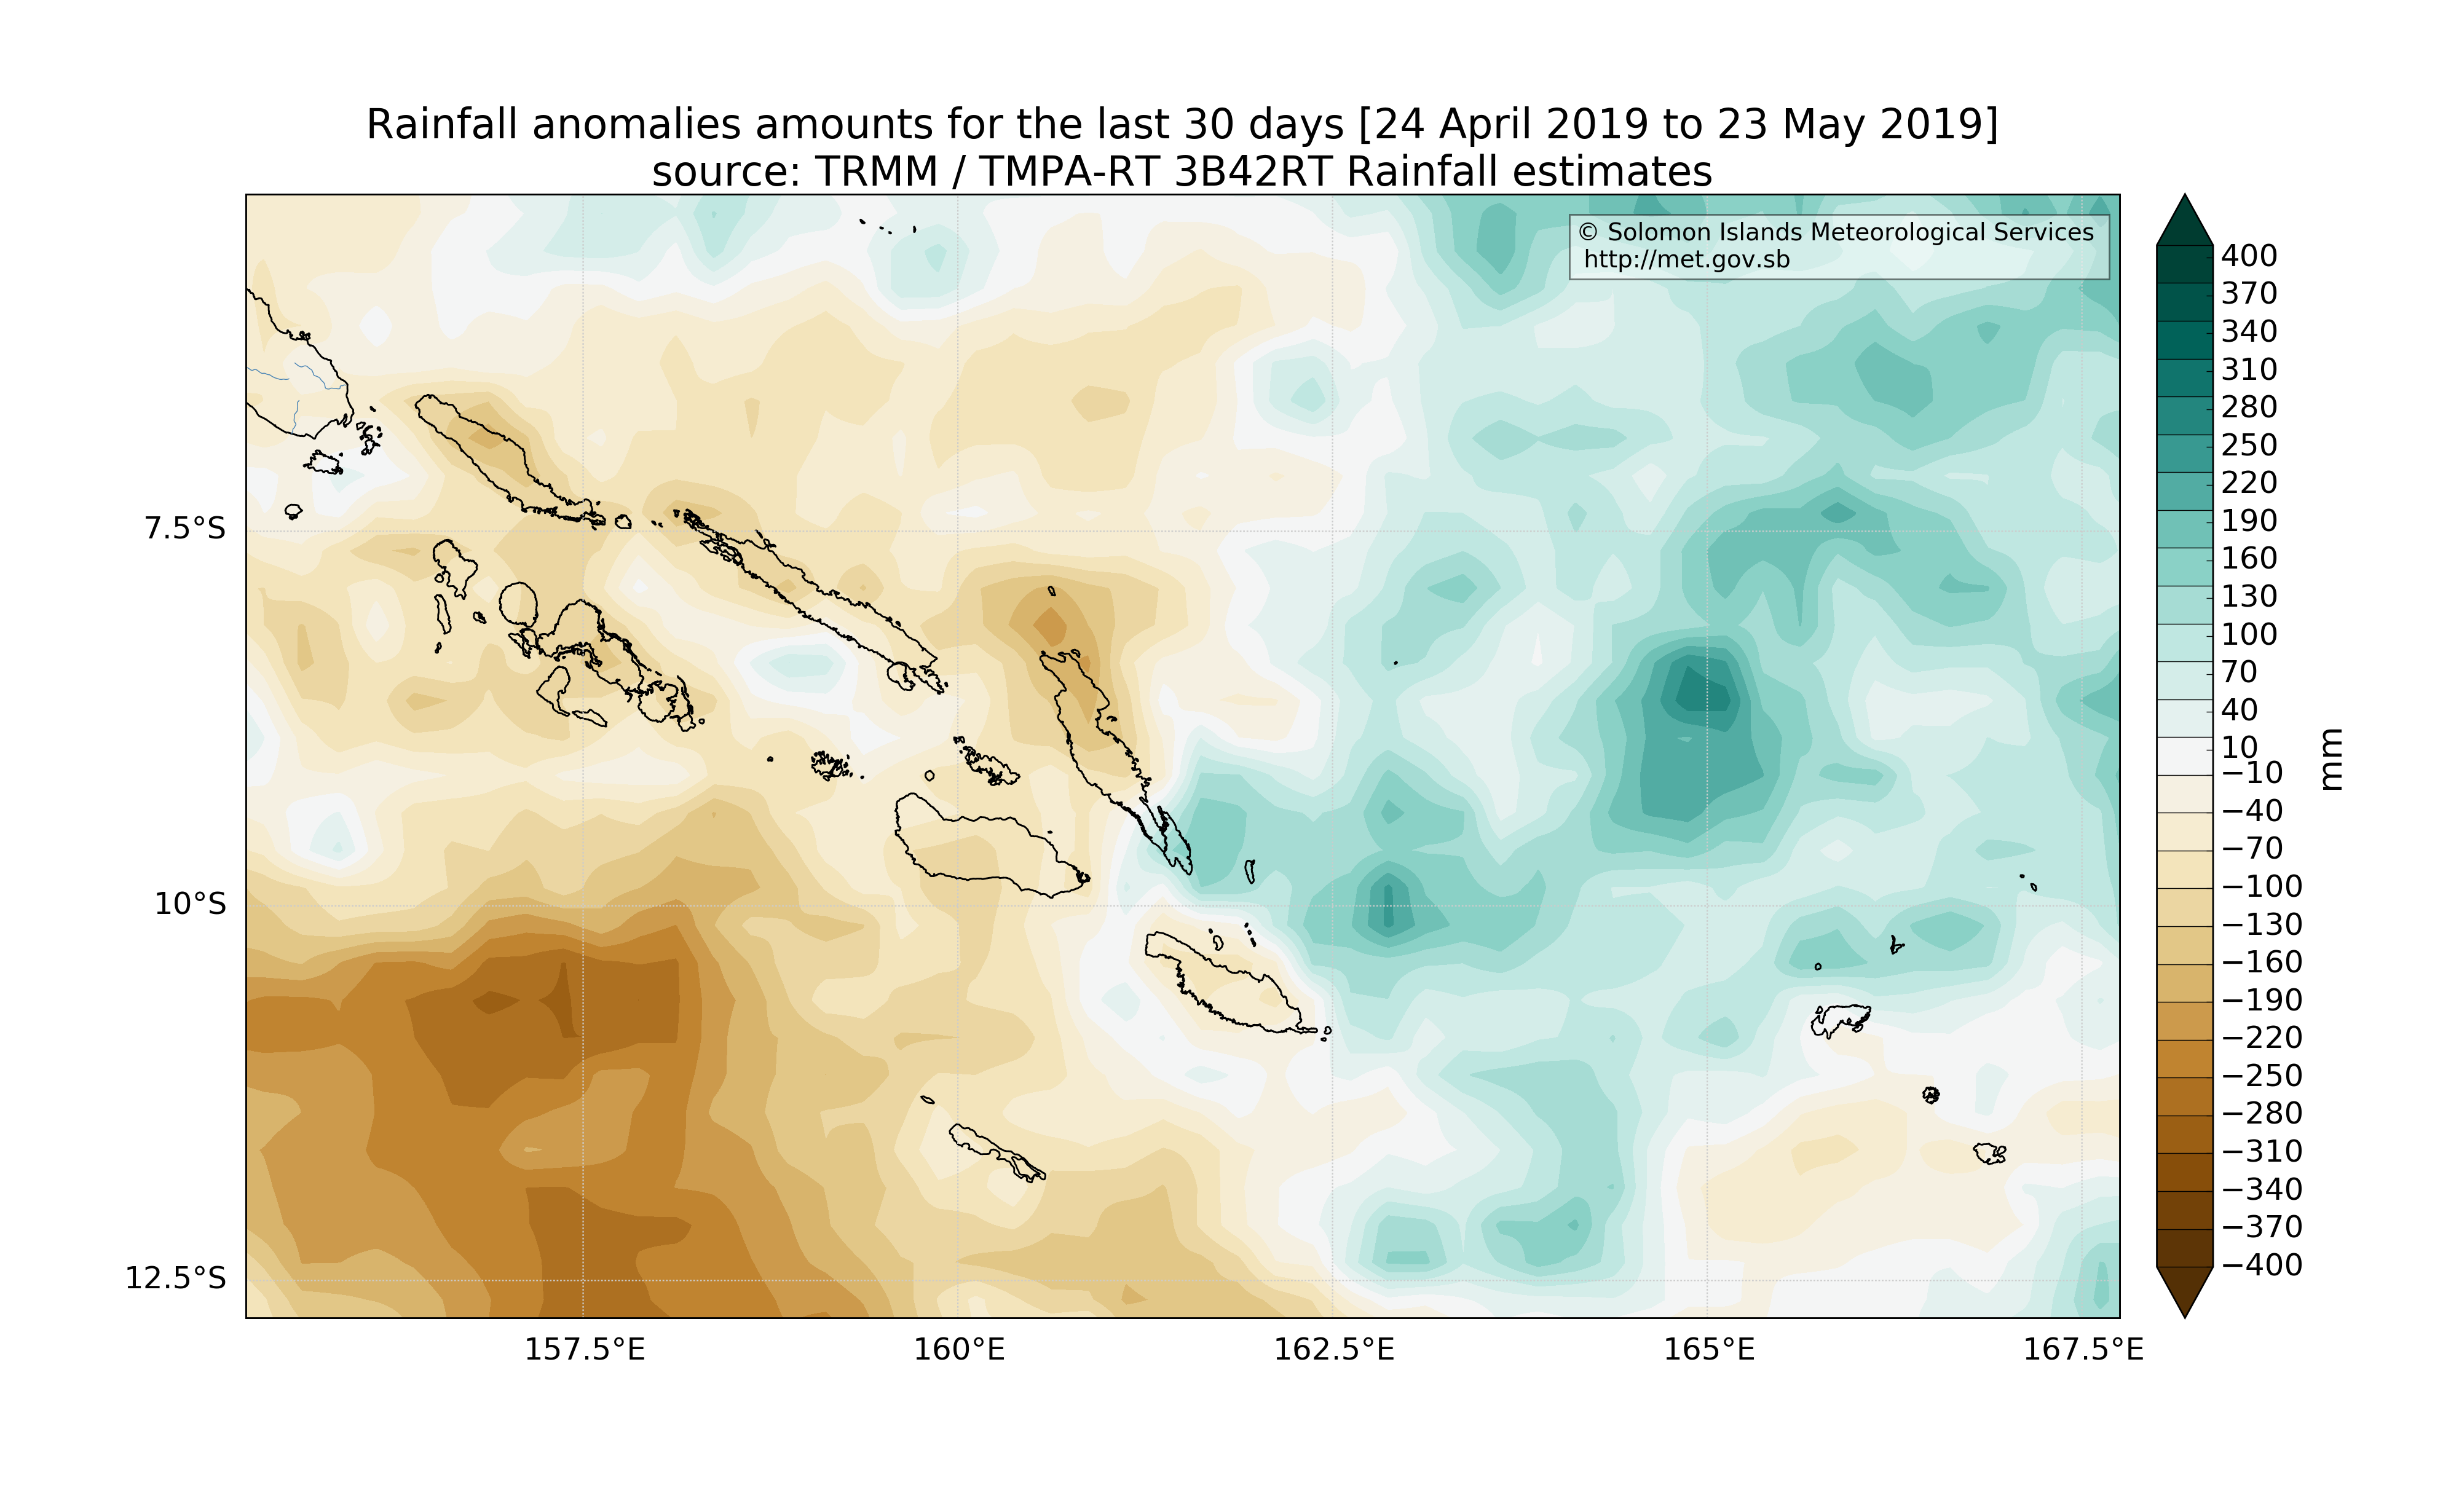 Rainfall anomalies amounts for the last 30 days [24 April 2019 to 23 May 2019]
source: TRMM / TMPA-RT 3B42RT Rainfall estimates
© Solomon Islands Meteorological Services
http://met.gov.sb
7.5°S
10°S
12.5°S
157.5°E
160°E
162.5°E
165°E
167.5°E
400
370
340
310
280
250
220
190
160
130
100
70
40
10
−10
−40
−70
−100
−130
−160
−190
−220
−250
−280
−310
−340
−370
−400
mm